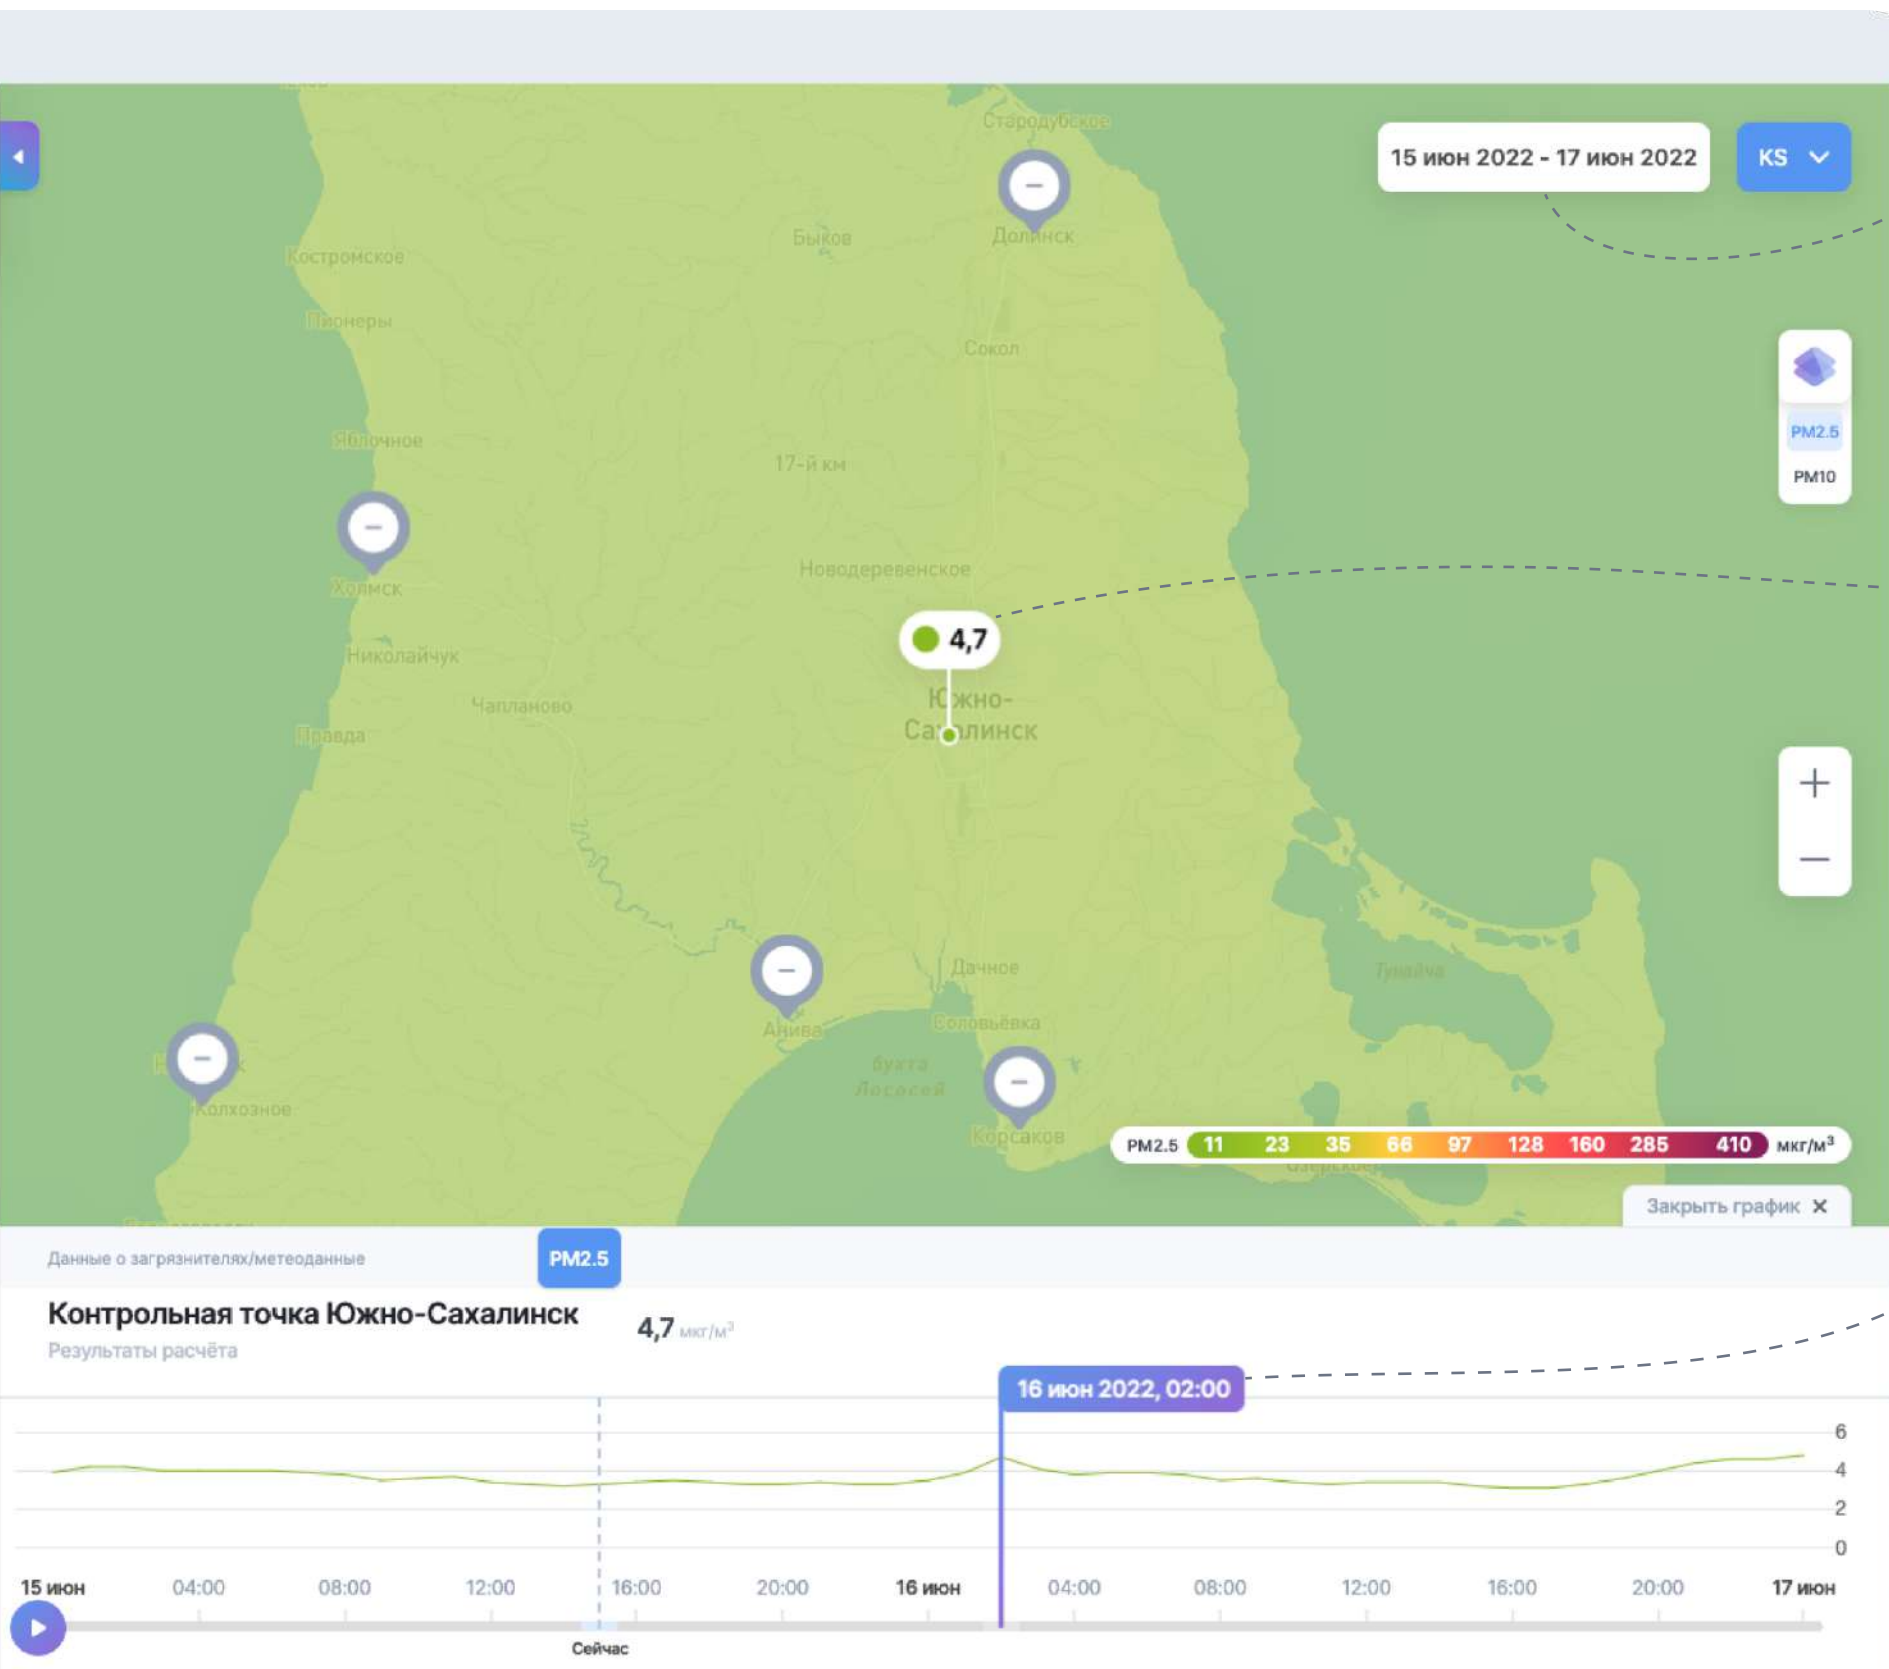 Стародубское
15 июн 2022 - 17 июн 2022
KS
Быков
Долинск
Костромское
Пионеры
Сокол
PM2.5
Яблочное
17-й км
PM10
Новодеревенское
Холмск
4,7
Николайчук
Южно-
Сахалинск
Чапланово
Правда
Дачное
Тунайча
Соловьёвка
Анива
бухта
Лососей
Колхозное
Корсаков
PM2.5 11 23 35 66 97 128 160 285 410 мкг/м³
Озерское
Закрыть график ✕
Данные о загрязнителях/метеоданные
PM2.5
Контрольная точка Южно-Сахалинск
4,7 мкг/м³
Результаты расчёта
16 июн 2022, 02:00
6
4
2
0
15 июн 04:00 08:00 12:00 16:00 20:00 16 июн 04:00 08:00 12:00 16:00 20:00 17 июн
Сейчас